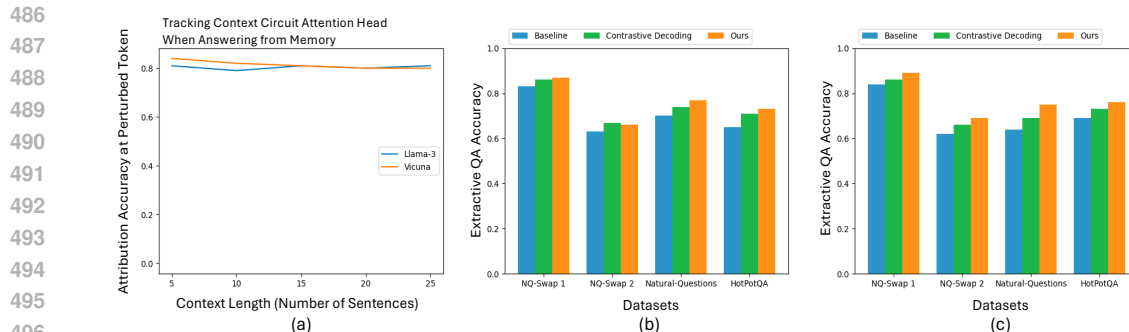 486
487
488
489
490
491
492
493
494
495
496
Tracking Context Circuit Attention Head
When Answering from Memory
Attribution Accuracy at Perturbed Token
0.8
0.6
0.4
0.2
0.0
Llama-3
Vicuna
5 10 15 20 25
Context Length (Number of Sentences)
(a)
Baseline Contrastive Decoding Ours
Extractive QA Accuracy
1.0
0.8
0.6
0.4
0.2
0.0
NQ-Swap 1 NQ-Swap 2 Natural-Questions HotPotQA
Datasets
(b)
Baseline Contrastive Decoding Ours
Extractive QA Accuracy
1.0
0.8
0.6
0.4
0.2
0.0
NQ-Swap 1 NQ-Swap 2 Natural-Questions HotPotQA
Datasets
(c)